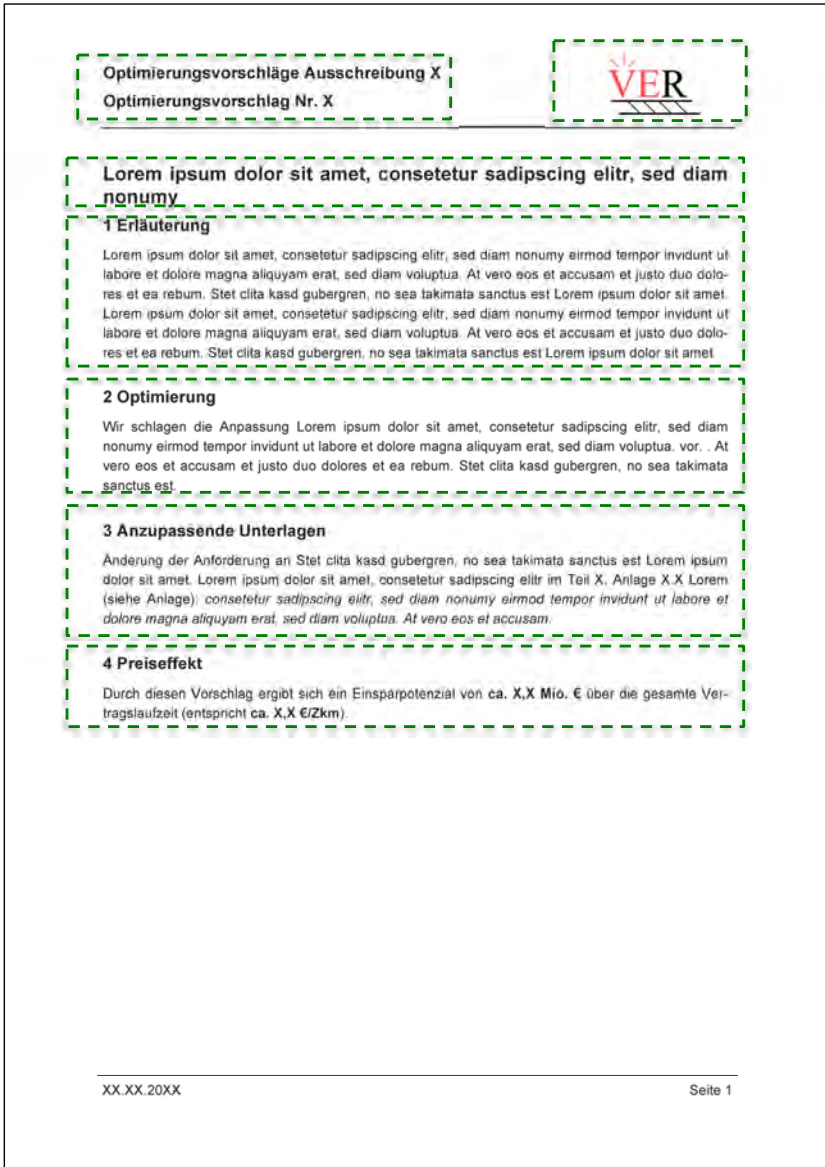 Optimierungsvorschläge Ausschreibung X
Optimierungsvorschlag Nr. X
VER
Lorem ipsum dolor sit amet, consetetur sadipscing elitr, sed diam
nonumy
1 Erläuterung
Lorem ipsum dolor sit amet, consetetur sadipscing elitr, sed diam nonumy eirmod tempor invidunt ut
labore et dolore magna aliquyam erat, sed diam voluptua. At vero eos et accusam et justo duo dolo-
res et ea rebum. Stet clita kasd gubergren, no sea takimata sanctus est Lorem ipsum dolor sit amet.
Lorem ipsum dolor sit amet, consetetur sadipscing elitr, sed diam nonumy eirmod tempor invidunt ut
labore et dolore magna aliquyam erat, sed diam voluptua. At vero eos et accusam et justo duo dolo-
res et ea rebum. Stet clita kasd gubergren, no sea takimata sanctus est Lorem ipsum dolor sit amet.
2 Optimierung
Wir schlagen die Anpassung Lorem ipsum dolor sit amet, consetetur sadipscing elitr, sed diam
nonumy eirmod tempor invidunt ut labore et dolore magna aliquyam erat, sed diam voluptua. vor. . At
vero eos et accusam et justo duo dolores et ea rebum. Stet clita kasd gubergren, no sea takimata
sanctus est.
3 Anzupassende Unterlagen
Änderung der Anforderung an Stet clita kasd gubergren, no sea takimata sanctus est Lorem ipsum
dolor sit amet. Lorem ipsum dolor sit amet, consetetur sadipscing elitr im Teil X, Anlage X.X Lorem
(siehe Anlage): consetetur sadipscing elitr, sed diam nonumy eirmod tempor invidunt ut labore et
dolore magna aliquyam erat, sed diam voluptua. At vero eos et accusam.
4 Preiseffekt
Durch diesen Vorschlag ergibt sich ein Einsparpotenzial von ca. X,X Mio. € über die gesamte Ver-
tragslaufzeit (entspricht ca. X,X €/Zkm).
XX.XX.20XX
Seite 1